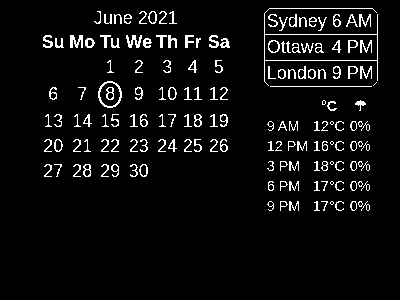 June 2021
Su Mo Tu We Th Fr Sa
1 2 3 4 5
6 7 8 9 10 11 12
13 14 15 16 17 18 19
20 21 22 23 24 25 26
27 28 29 30
Sydney 6 AM
Ottawa 4 PM
London 9 PM
°C ☂
9 AM 12°C 0%
12 PM 16°C 0%
3 PM 18°C 0%
6 PM 17°C 0%
9 PM 17°C 0%